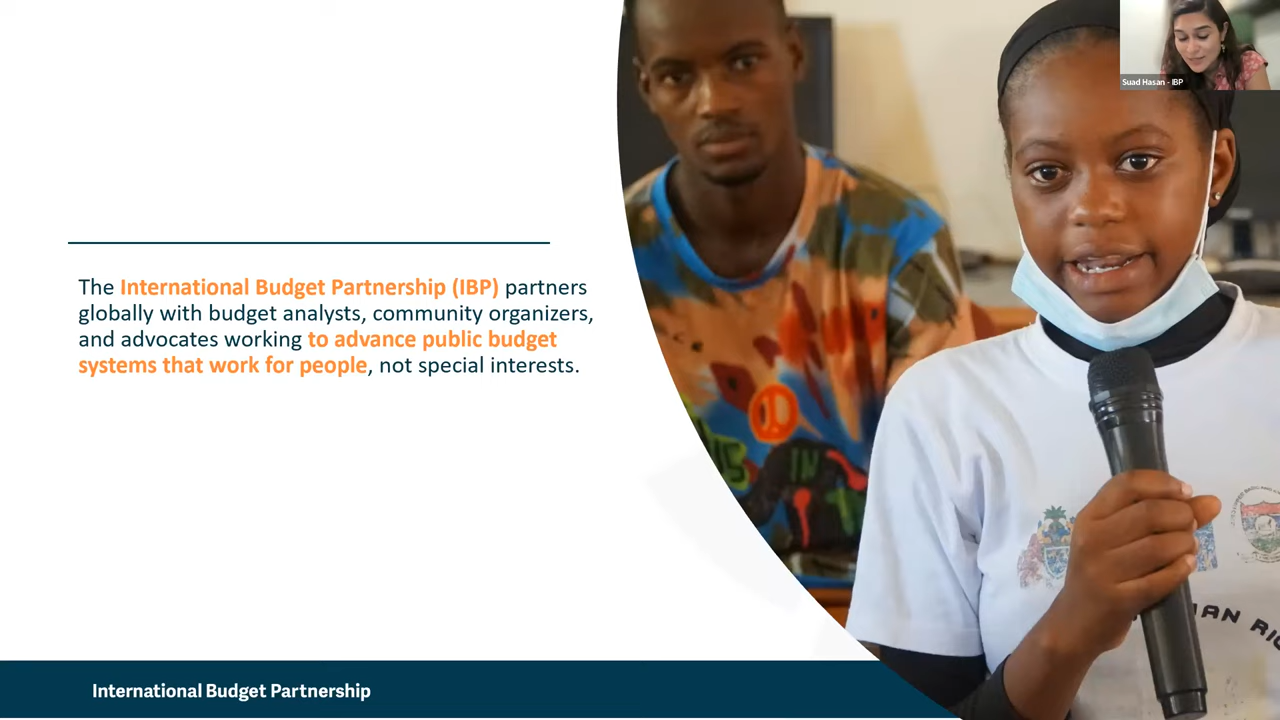 Suad Hasan - IBP
The International Budget Partnership (IBP) partners
globally with budget analysts, community organizers,
and advocates working to advance public budget
systems that work for people, not special interests.
IN
International Budget Partnership